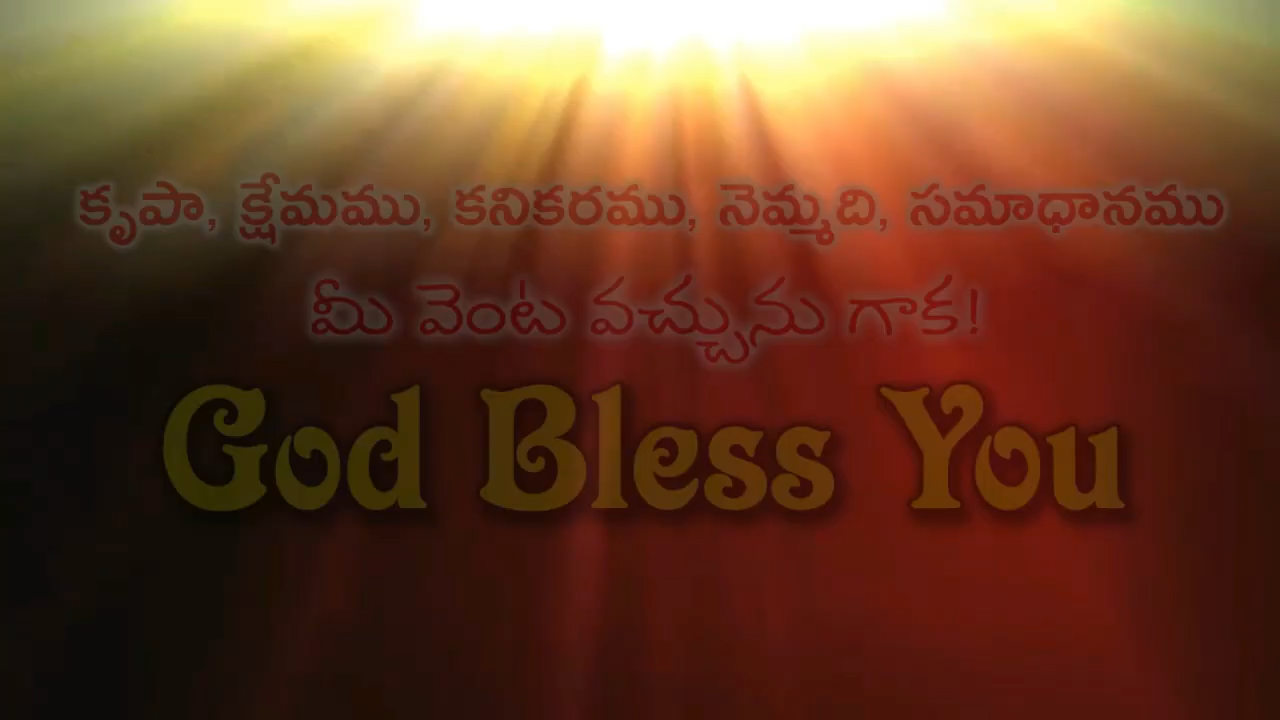 కృపా, క్షేమము, కనికరము, నెమ్మది, సమాధానము
మీ వెంట వచ్చును గాక!
God Bless You